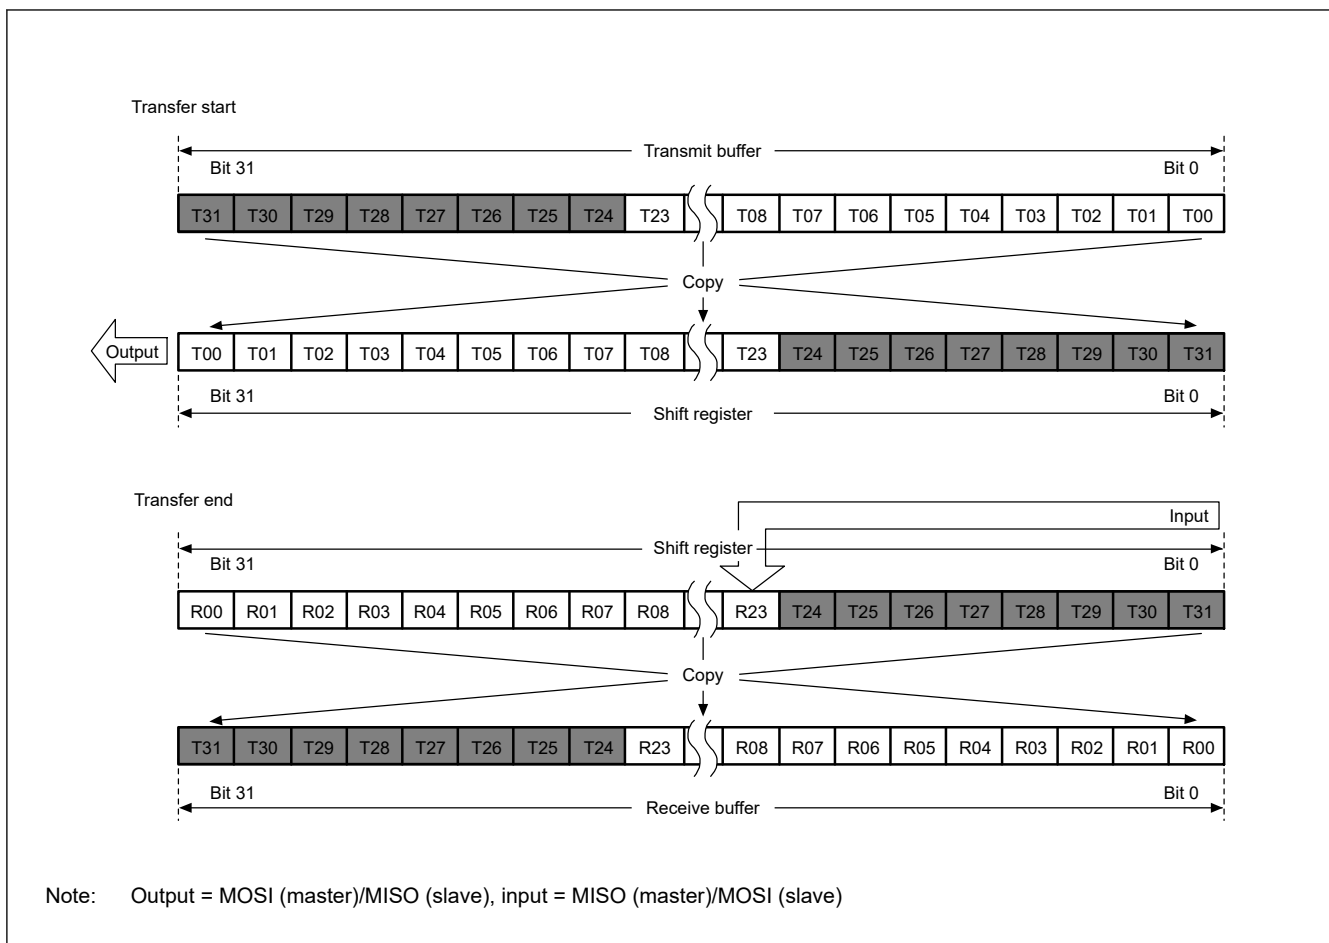 Transfer start
Transmit buffer
Bit 31 Bit 0
T31 T30 T29 T28 T27 T26 T25 T24 T23 T08 T07 T06 T05 T04 T03 T02 T01 T00
Copy
Output T00 T01 T02 T03 T04 T05 T06 T07 T08 T23 T24 T25 T26 T27 T28 T29 T30 T31
Bit 31 Bit 0
Shift register
Transfer end
Input
Shift register
Bit 31 Bit 0
R00 R01 R02 R03 R04 R05 R06 R07 R08 R23 T24 T25 T26 T27 T28 T29 T30 T31
Copy
T31 T30 T29 T28 T27 T26 T25 T24 R23 R08 R07 R06 R05 R04 R03 R02 R01 R00
Bit 31 Bit 0
Receive buffer
Note: Output = MOSI (master)/MISO (slave), input = MISO (master)/MOSI (slave)